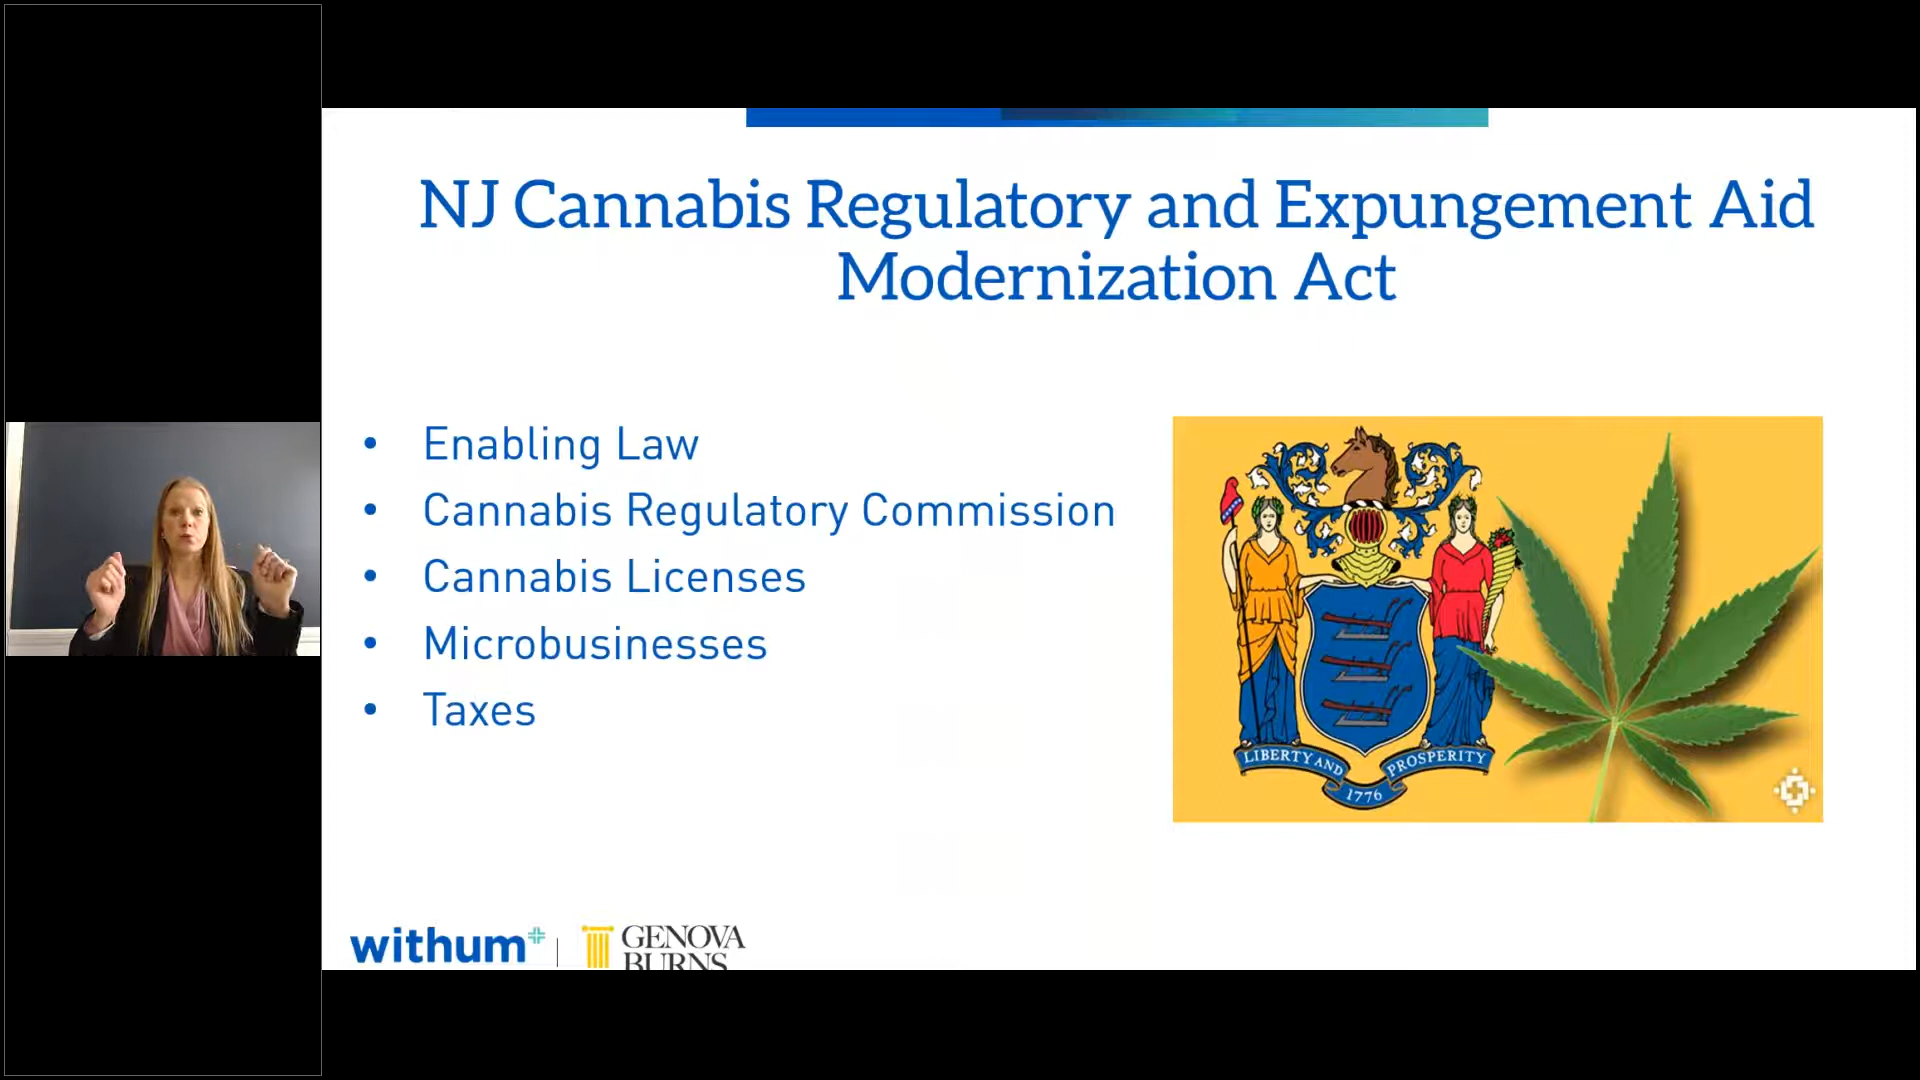 NJ Cannabis Regulatory and Expungement Aid
Modernization Act
• Enabling Law
• Cannabis Regulatory Commission
• Cannabis Licenses
• Microbusinesses
• Taxes
LIBERTY AND PROSPERITY
1776
withum+
GENOVA
BURNS